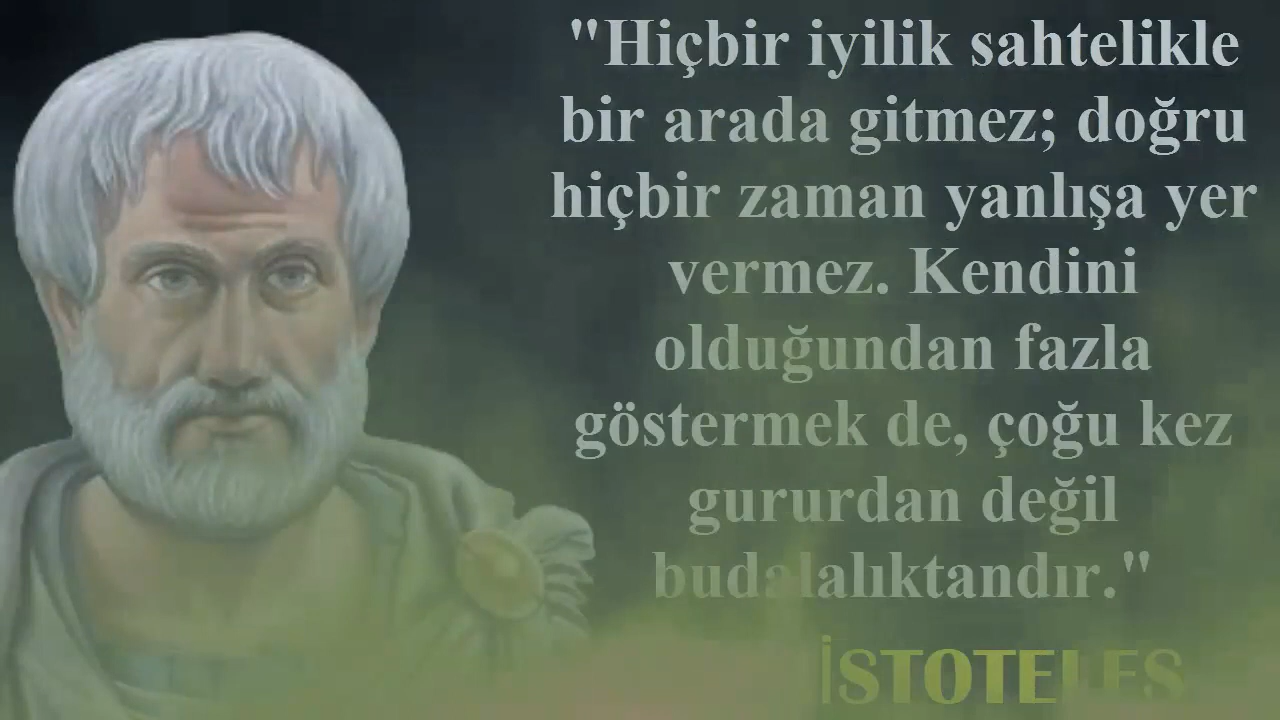 "Hiçbir iyilik sahtelikle
bir arada gitmez; doğru
hiçbir zaman yanlışa yer
vermez. Kendini
olduğundan fazla
göstermek de, çoğu kez
gururdan değil
budalalıktandır."
İSTOTELES